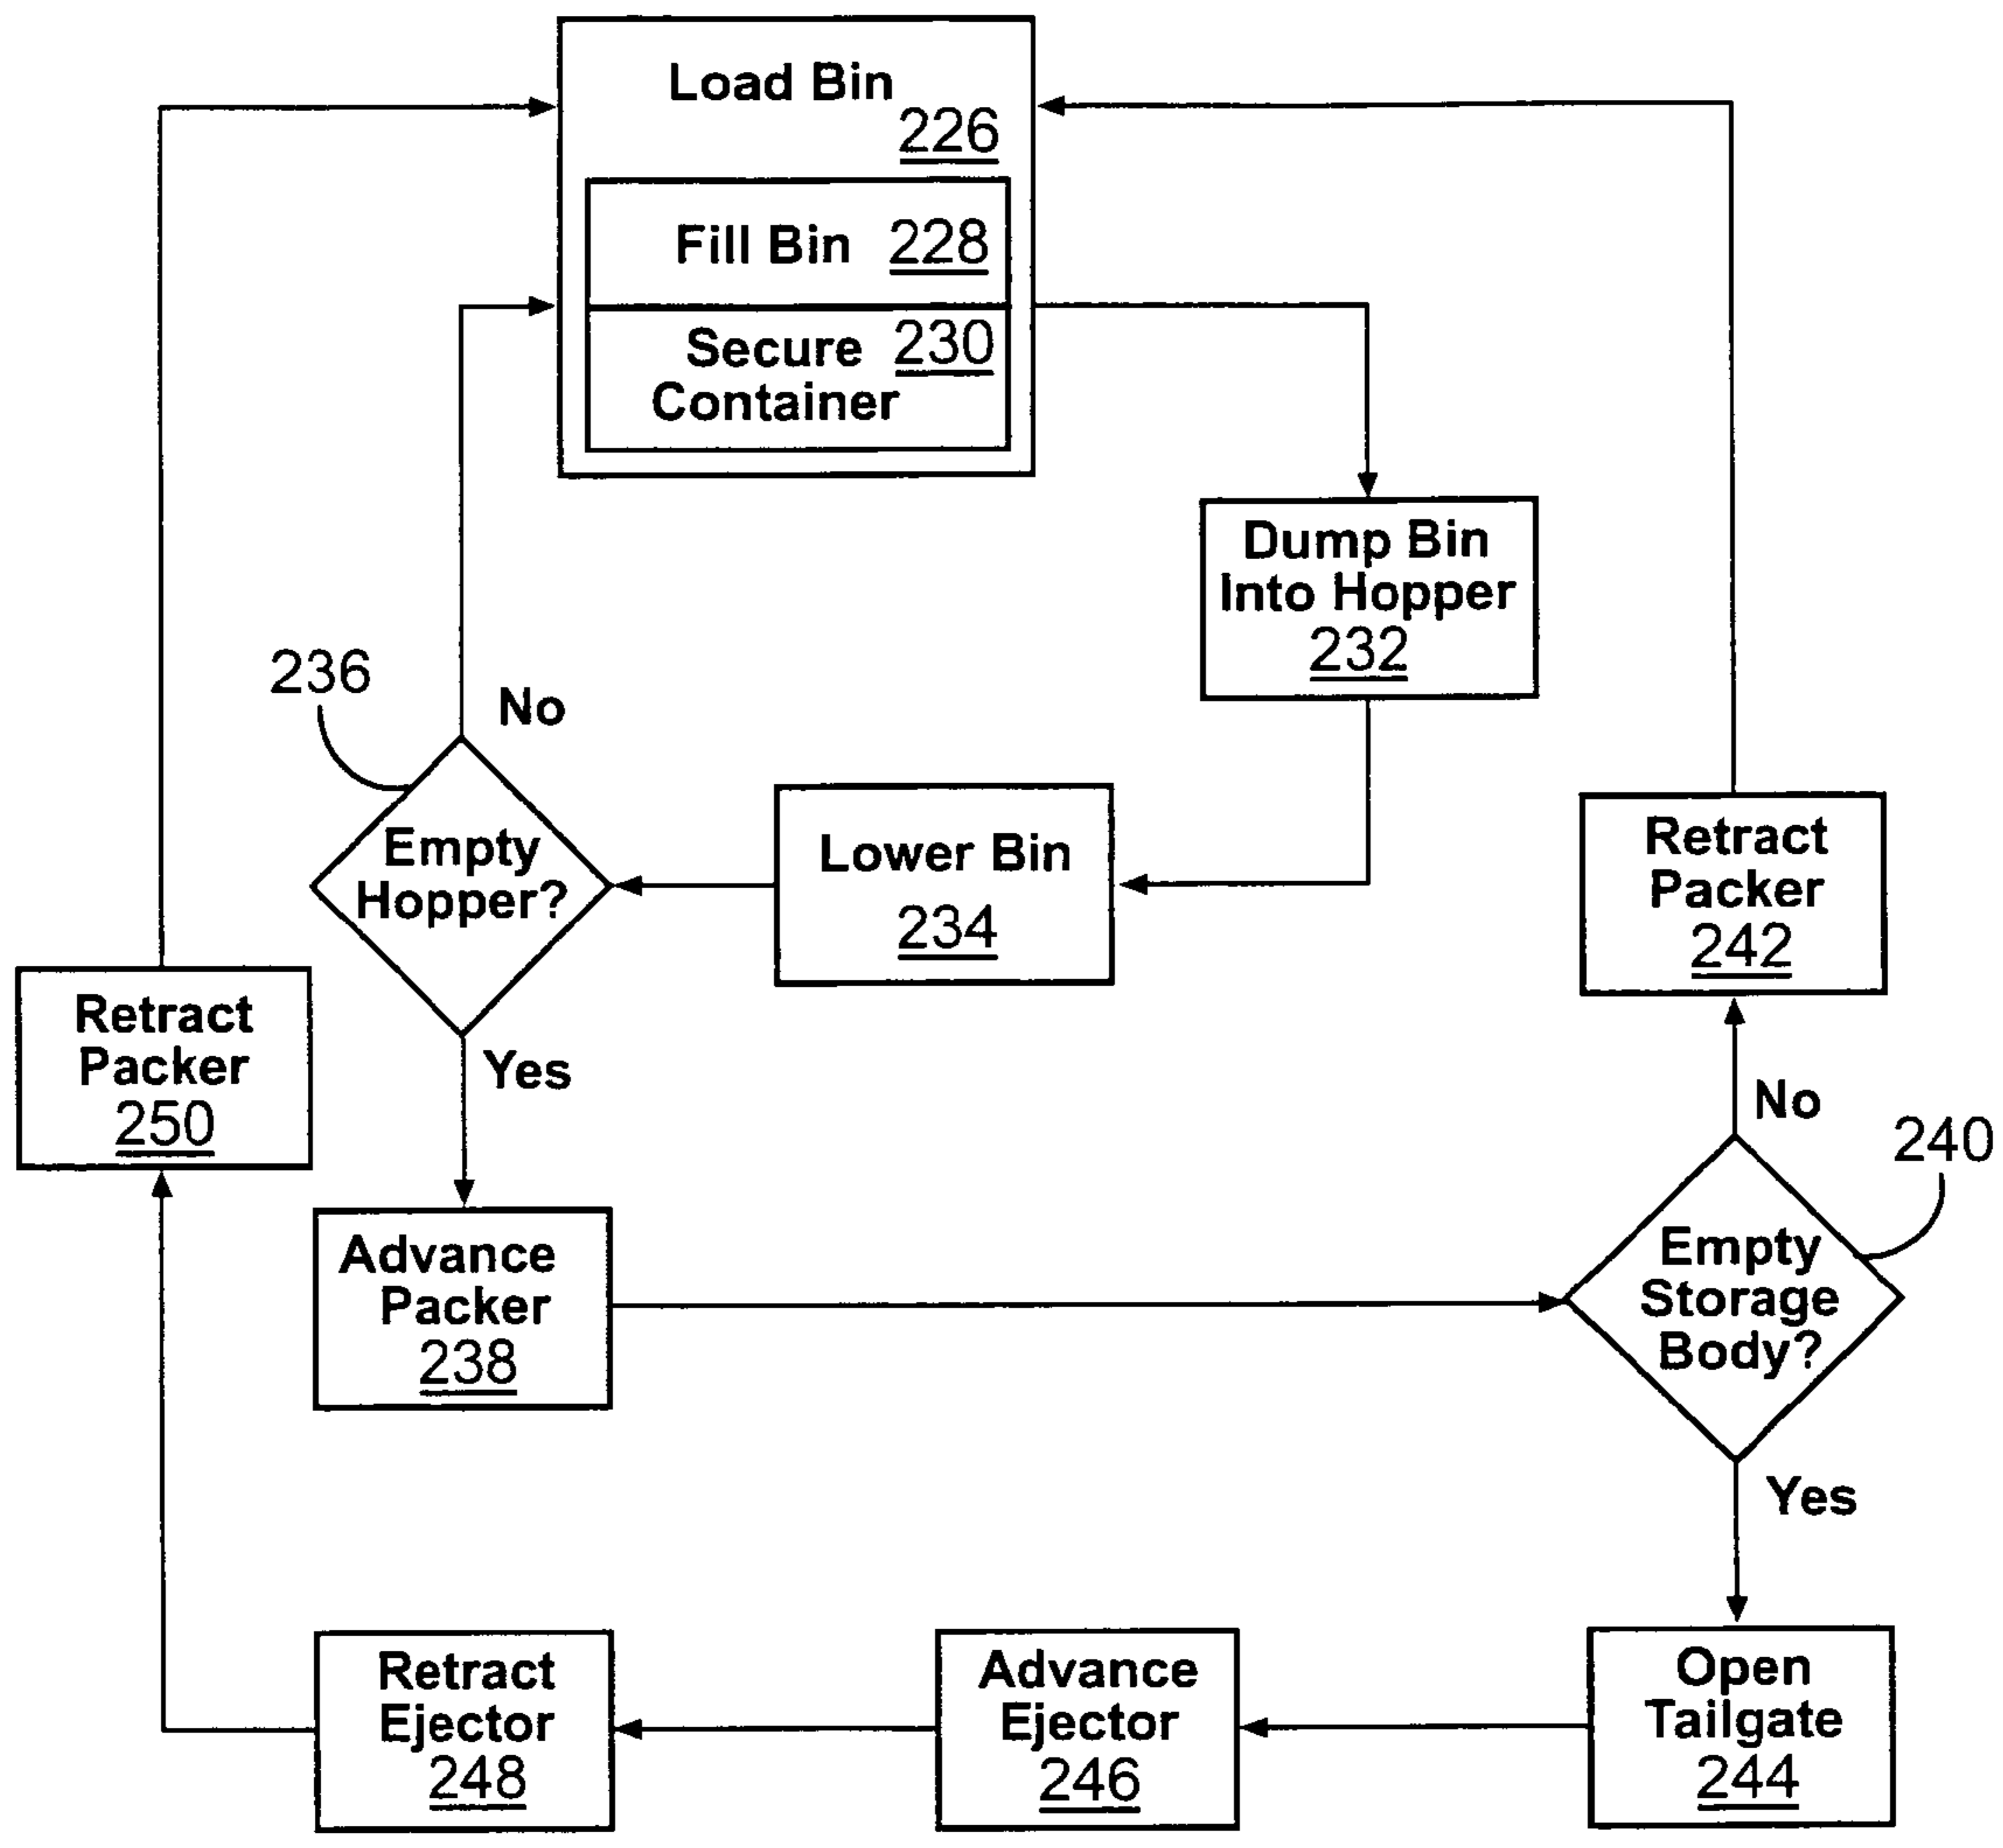 Load Bin
226
Fill Bin 228
Secure 230
Container
Dump Bin
Into Hopper
232
236
No
Empty
Hopper?
Lower Bin
234
Retract
Packer
242
Retract
Packer
250
Yes
No
240
Advance
Packer
238
Empty
Storage
Body?
Yes
Retract
Ejector
248
Advance
Ejector
246
Open
Tailgate
244